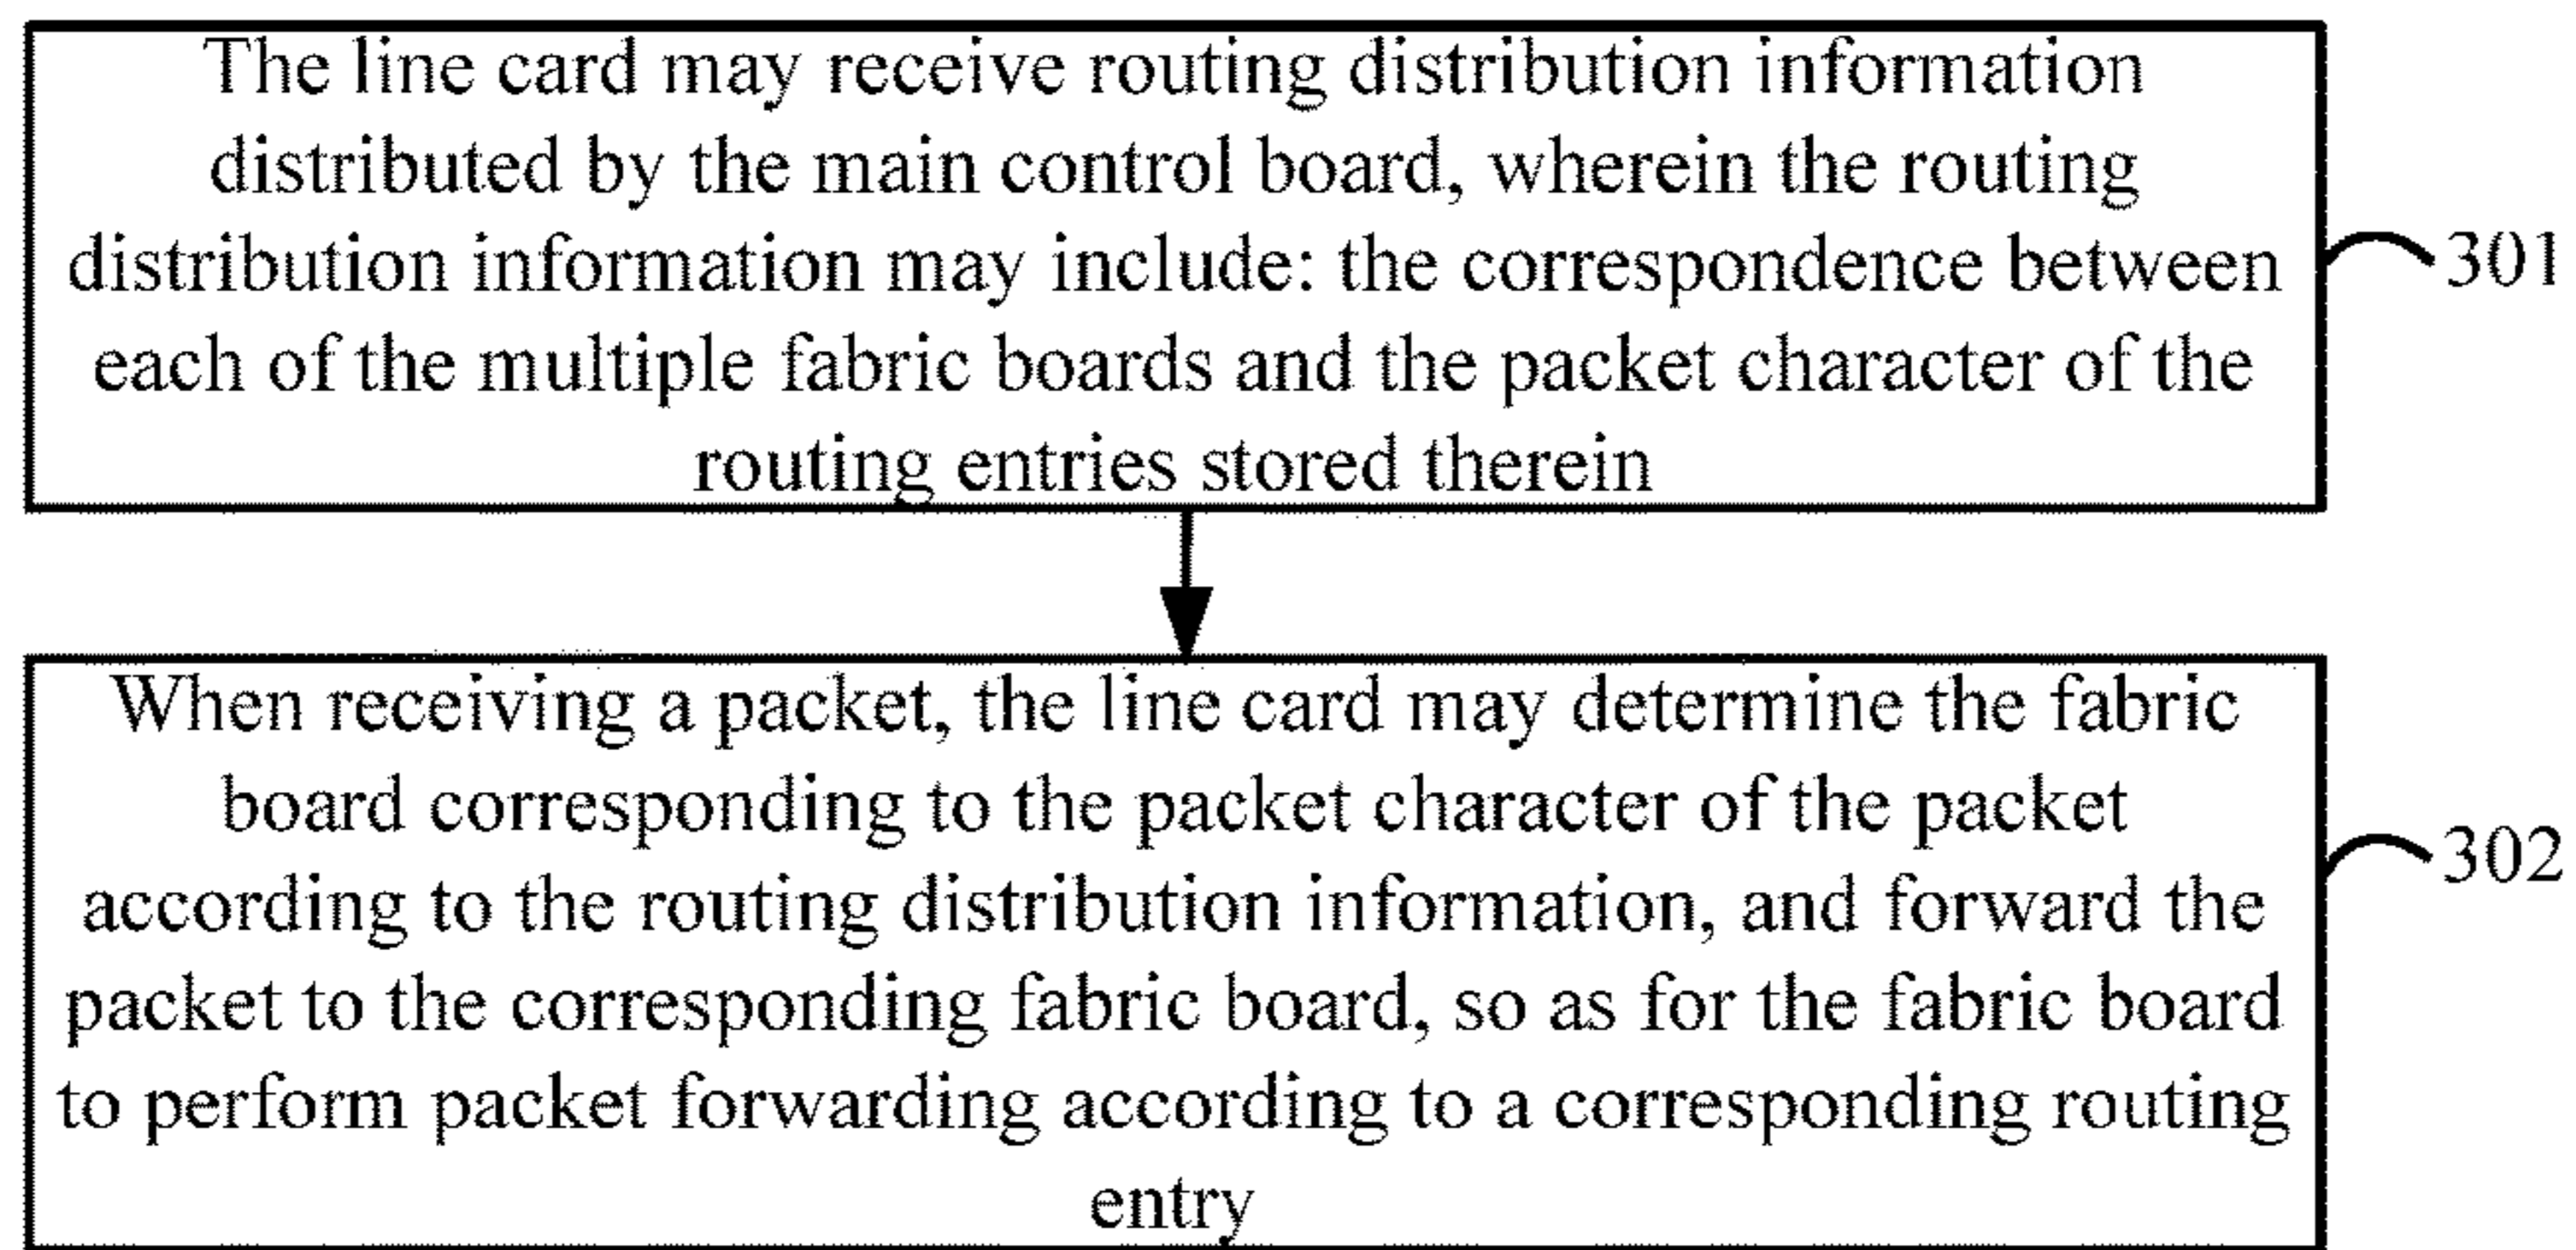 The line card may receive routing distribution information
distributed by the main control board, wherein the routing
distribution information may include: the correspondence between
each of the multiple fabric boards and the packet character of the
routing entries stored therein
301
When receiving a packet, the line card may determine the fabric
board corresponding to the packet character of the packet
according to the routing distribution information, and forward the
packet to the corresponding fabric board, so as for the fabric board
to perform packet forwarding according to a corresponding routing
entry
302